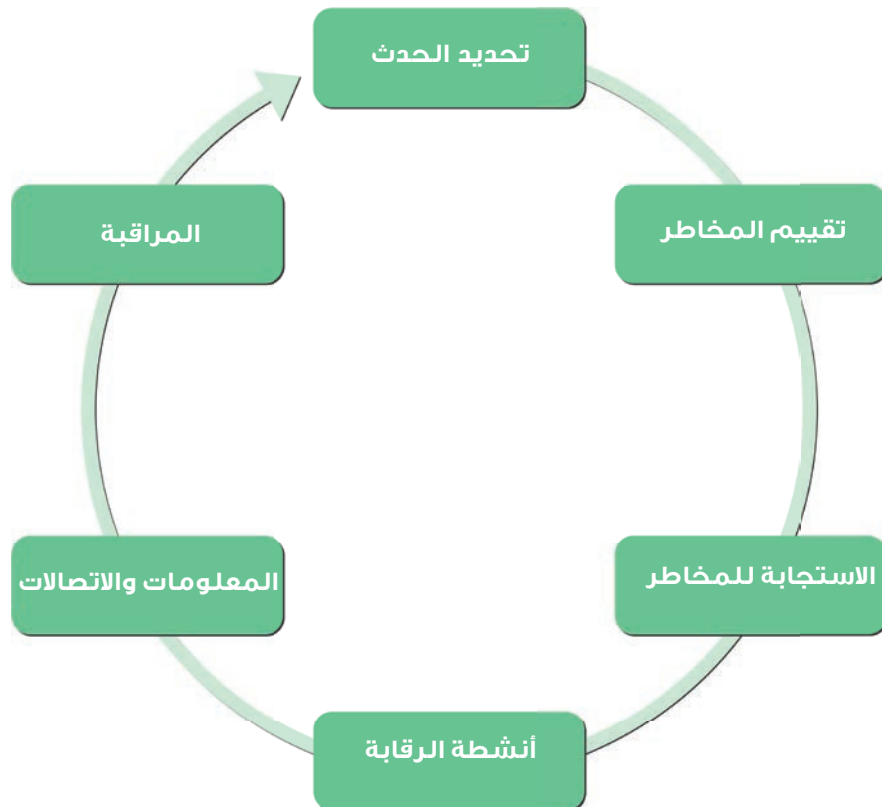 تحديد الحدث
تقييم المخاطر
الاستجابة للمخاطر
أنشطة الرقابة
المعلومات والاتصالات
المراقبة